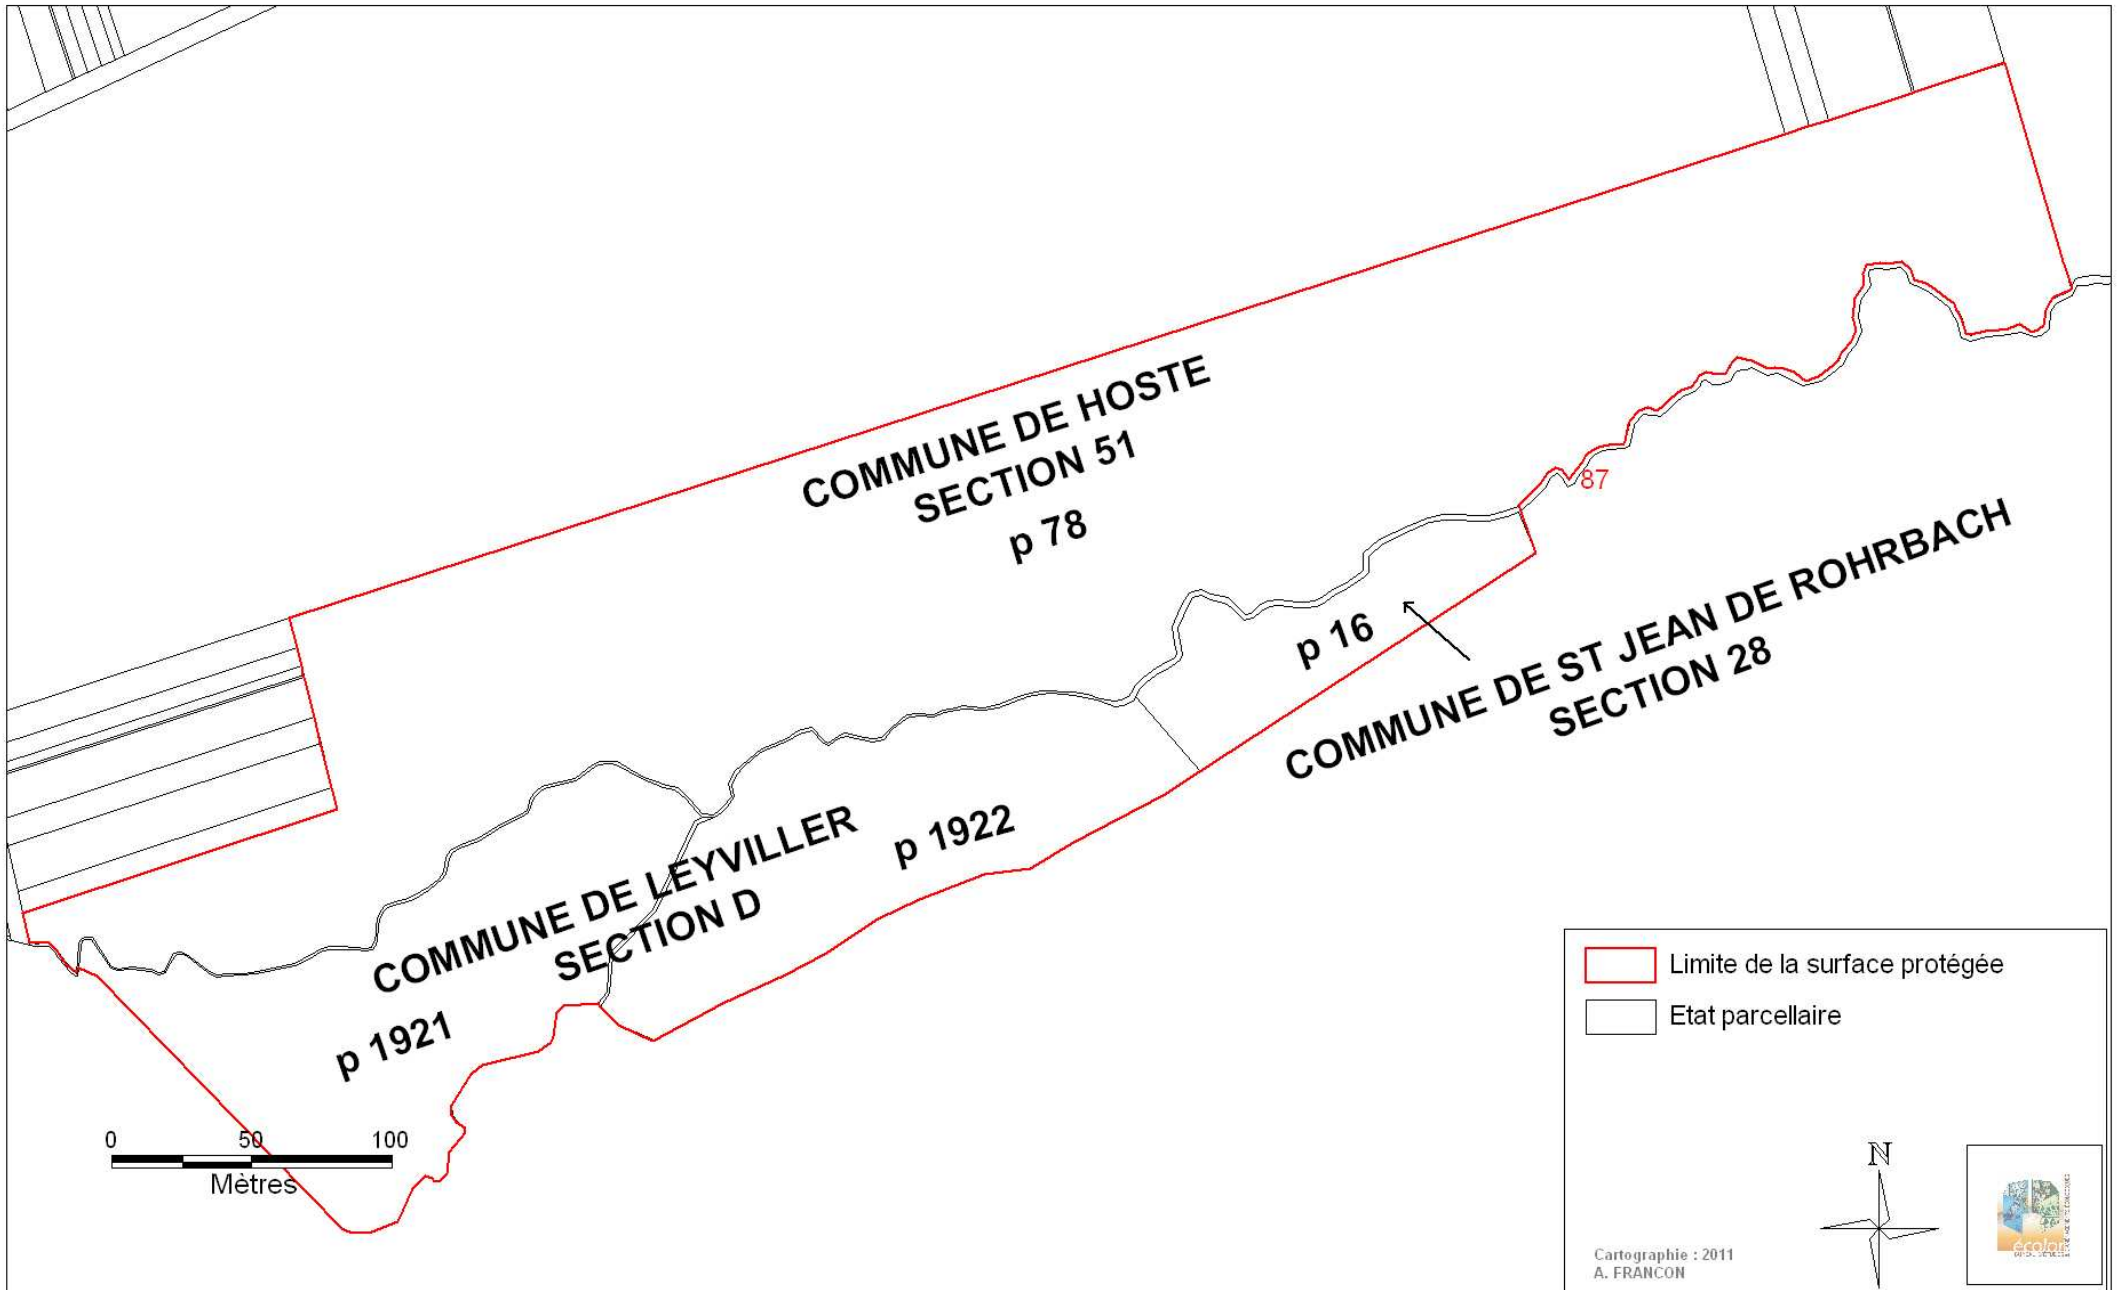 COMMUNE DE HOSTE
SECTION 51
p 78
87
p 16
COMMUNE DE ST JEAN DE ROHRBACH
SECTION 28
COMMUNE DE LEYVILLER
SECTION D
p 1922
p 1921
0 50 100
Mètres
Limite de la surface protégée
Etat parcellaire
N
écolor
Cartographie : 2011
A. FRANCON